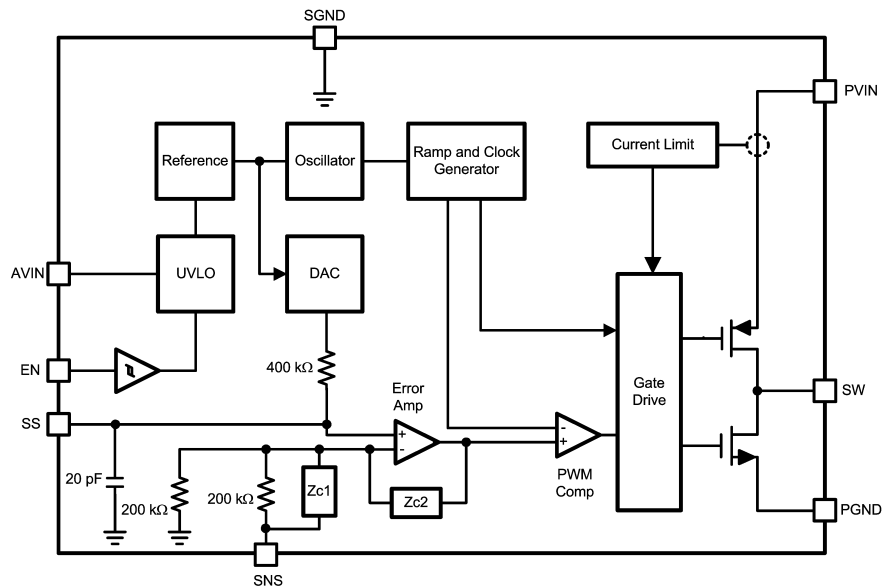 SGND
PVIN
Reference
Oscillator
Ramp and Clock
Generator
Current Limit
AVIN
UVLO
DAC
EN
400 kΩ
Error
Amp
Gate
Drive
SW
SS
+
-
-
+
20 pF
200 kΩ
200 kΩ
Zc1
Zc2
PWM
Comp
PGND
SNS